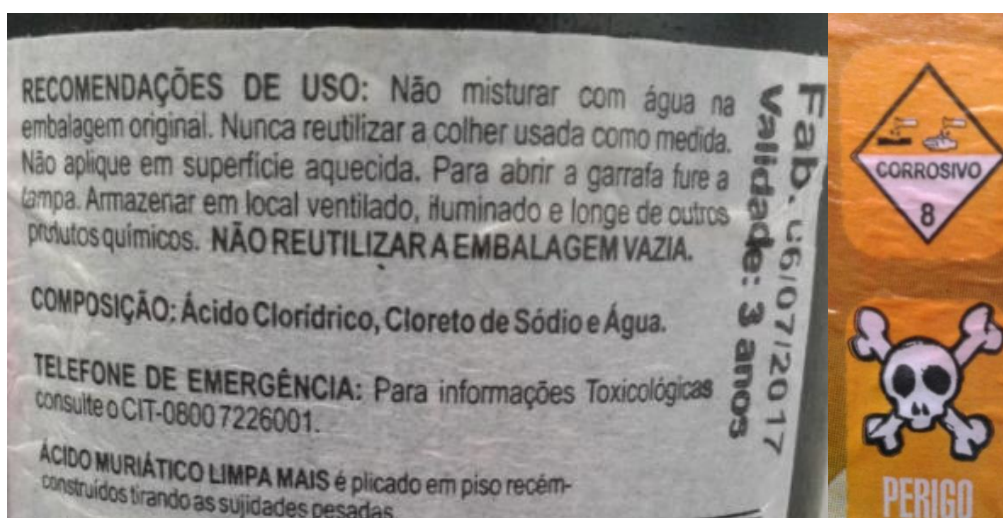 RECOMENDAÇÕES DE USO: Não misturar com água na
embalagem original. Nunca reutilizar a colher usada como medida.
Não aplique em superfície aquecida. Para abrir a garrafa fure a
tampa. Armazenar em local ventilado, iluminado e longe de outros
produtos químicos. NÃO REUTILIZAR A EMBALAGEM VAZIA.
COMPOSIÇÃO: Ácido Clorídrico, Cloreto de Sódio e Água.
TELEFONE DE EMERGÊNCIA: Para informações Toxicológicas
consulte o CIT-0800 7226001.
ÁCIDO MURIÁTICO LIMPA MAIS é plicado em piso recém-
construídos tirando as sujidades pesadas
Fab. 06/07/2017
Validade: 3 anos
CORROSIVO
8
PERIGO